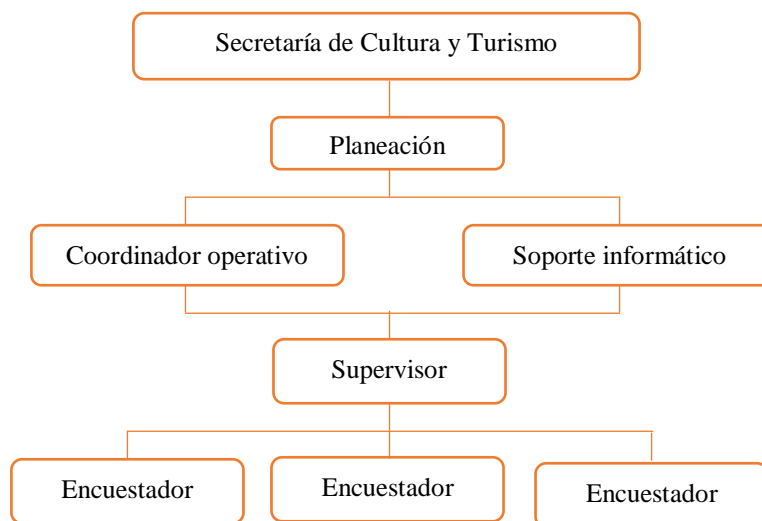 Secretaría de Cultura y Turismo
Planeación
Coordinador operativo
Soporte informático
Supervisor
Encuestador
Encuestador
Encuestador